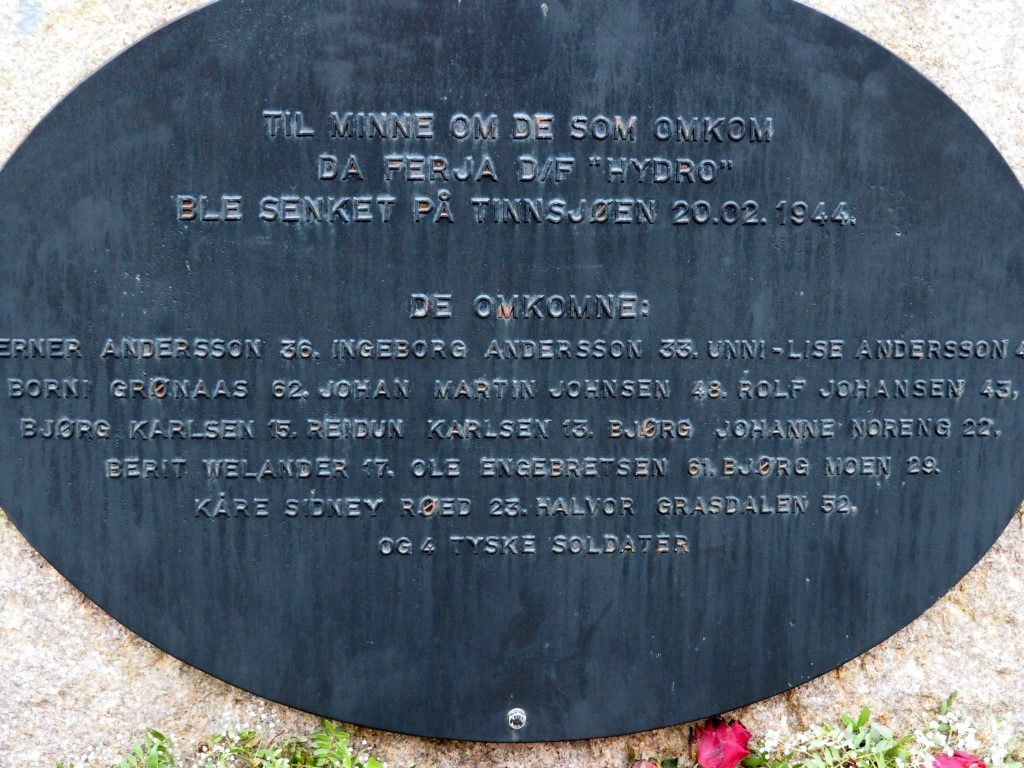 TIL MINNE OM DE SOM OMKOM
DA FERJA D/F "HYDRO"
BLE SENKET PÅ TINNSJØEN 20.02.1944.
DE OMKOMNE:
ERNER ANDERSSON 36. INGEBORG ANDERSSON 33. UNNI-LISE ANDERSSON
BORNI GRØNAAS 62. JOHAN MARTIN JOHNSEN 48. ROLF JOHANSEN 43,
BJØRG KARLSEN 15. REIDUN KARLSEN 13. BJØRG JOHANNE NORENG 22,
BERIT WELANDER 17. OLE ENGEBRETSEN 61. BJØRG MOEN 29.
KÅRE SIDNEY RØED 23. HALVOR GRASDALEN 52.
OG 4 TYSKE SOLDATER